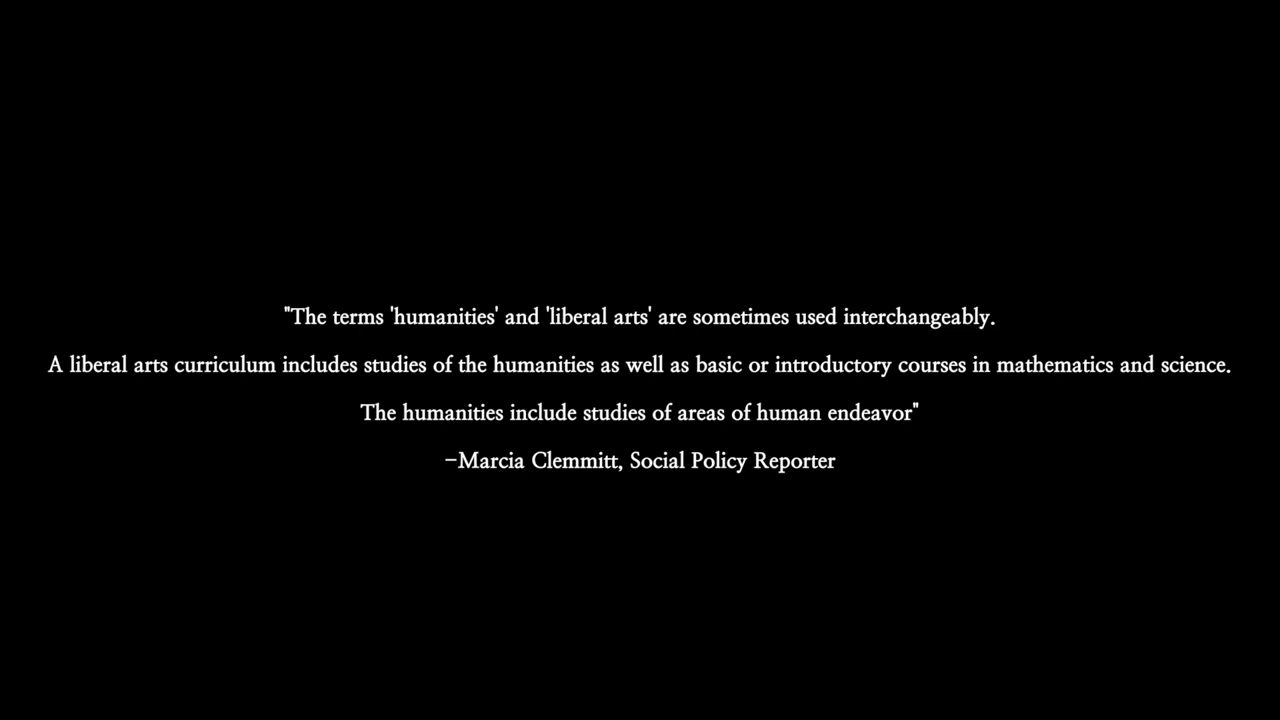 "The terms 'humanities' and 'liberal arts' are sometimes used interchangeably.
A liberal arts curriculum includes studies of the humanities as well as basic or introductory courses in mathematics and science.
The humanities include studies of areas of human endeavor"
-Marcia Clemmitt, Social Policy Reporter